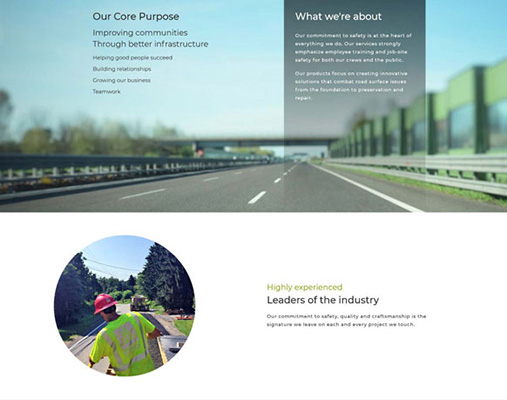 Our Core Purpose
Improving communities
Through better infrastructure
Helping good people succeed
Building relationships
Growing our business
Teamwork
What we're about
Our commitment to safety is at the heart of
everything we do. Our services strongly
emphasize employee training and job-site
safety for both our crews and the public.
Our products focus on creating innovative
solutions that combat road surface issues
from the foundation to preservation and
repair.
Highly experienced
Leaders of the industry
Our commitment to safety, quality and craftsmanship is the
signature we leave on each and every project we touch.